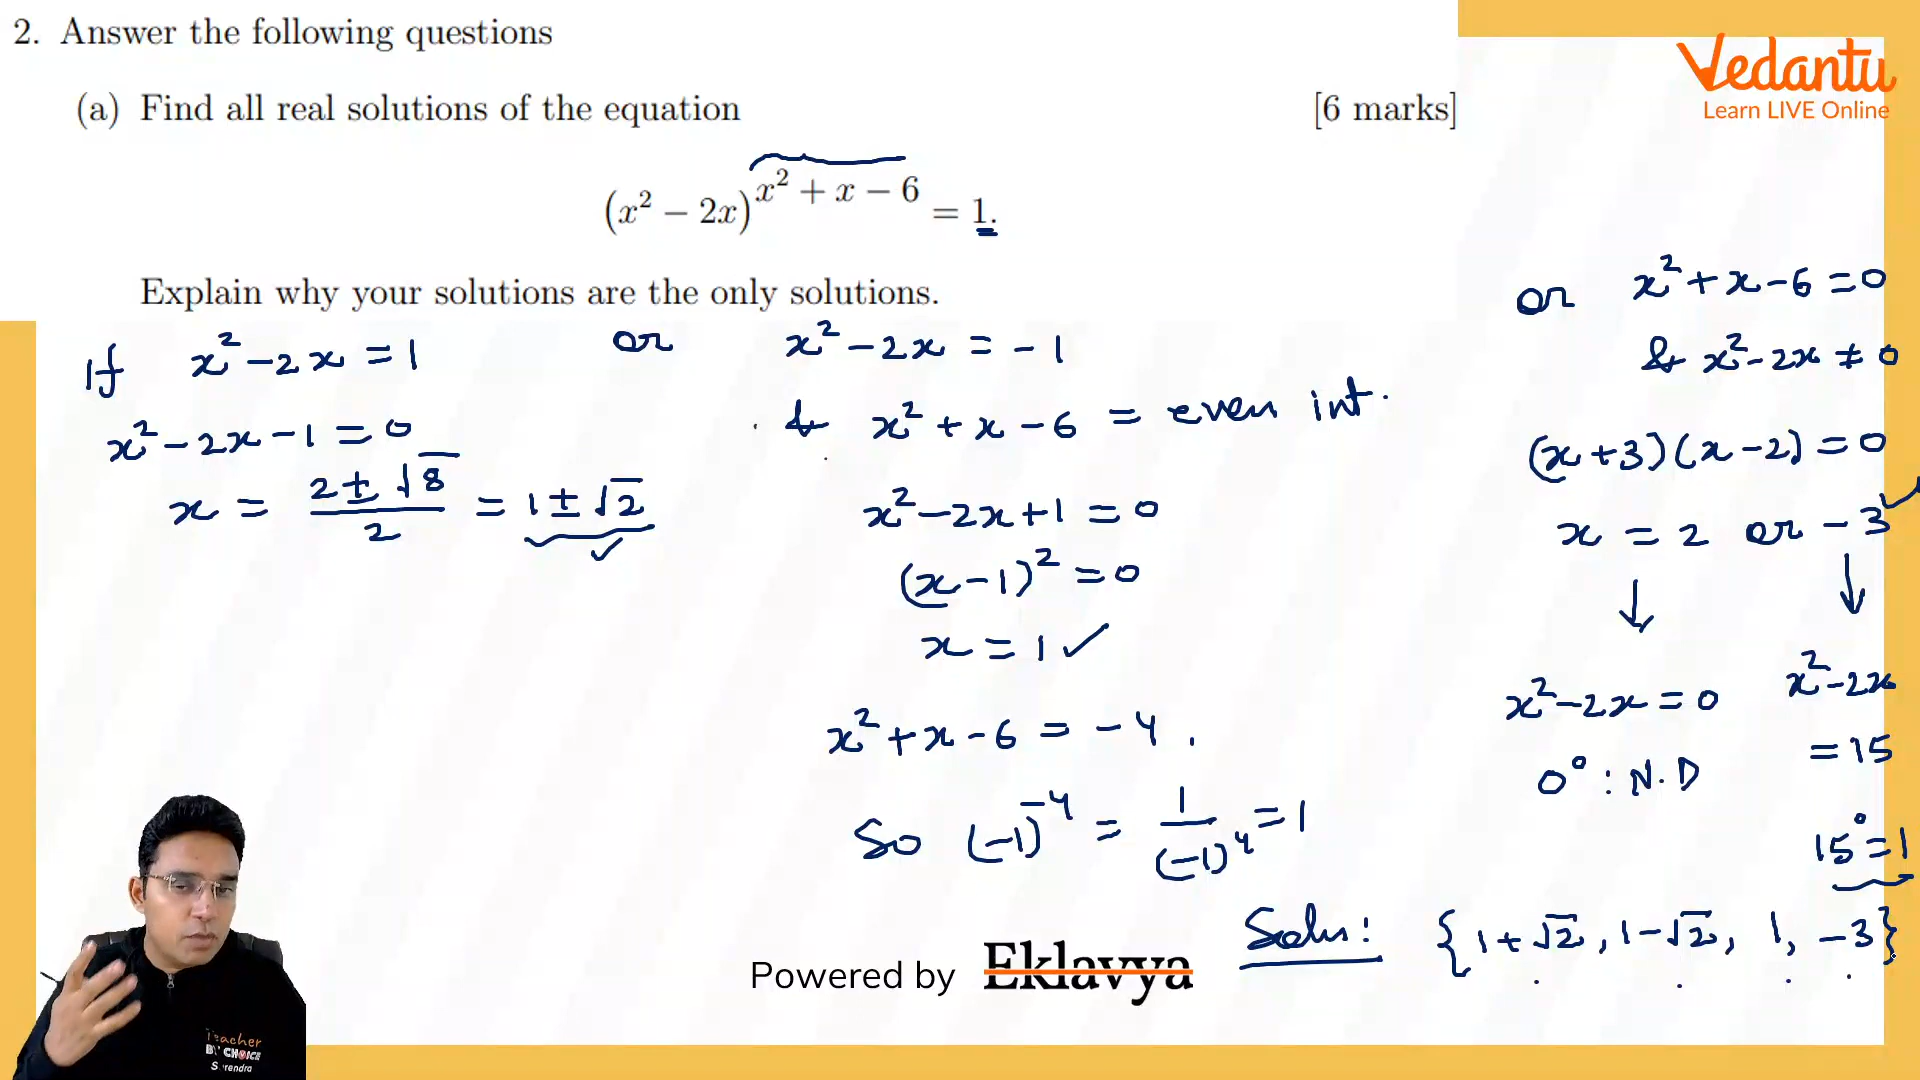 2. Answer the following questions
(a) Find all real solutions of the equation [6 marks]
(x² − 2x)^(x² + x − 6) = 1.
Explain why your solutions are the only solutions.
Vedantu
Learn LIVE Online
If x² − 2x = 1
x² − 2x − 1 = 0
x = (2 ± √8)/2 = 1 ± √2 ✓
or x² − 2x = −1
& x² + x − 6 = even int.
x² − 2x + 1 = 0
(x − 1)² = 0
x = 1 ✓
x² + x − 6 = −4.
So (−1)^−4 = 1/(−1)^4 = 1
or x² + x − 6 = 0
& x² − 2x ≠ 0
(x + 3)(x − 2) = 0
x = 2 or −3 ✓
↓ ↓
x² − 2x = 0
0° : N.D
x² − 2x
= 15
15° = 1
Soln: {1 + √2, 1 − √2, 1, −3}
Powered by Eklavya
Teacher
BY CHOICE